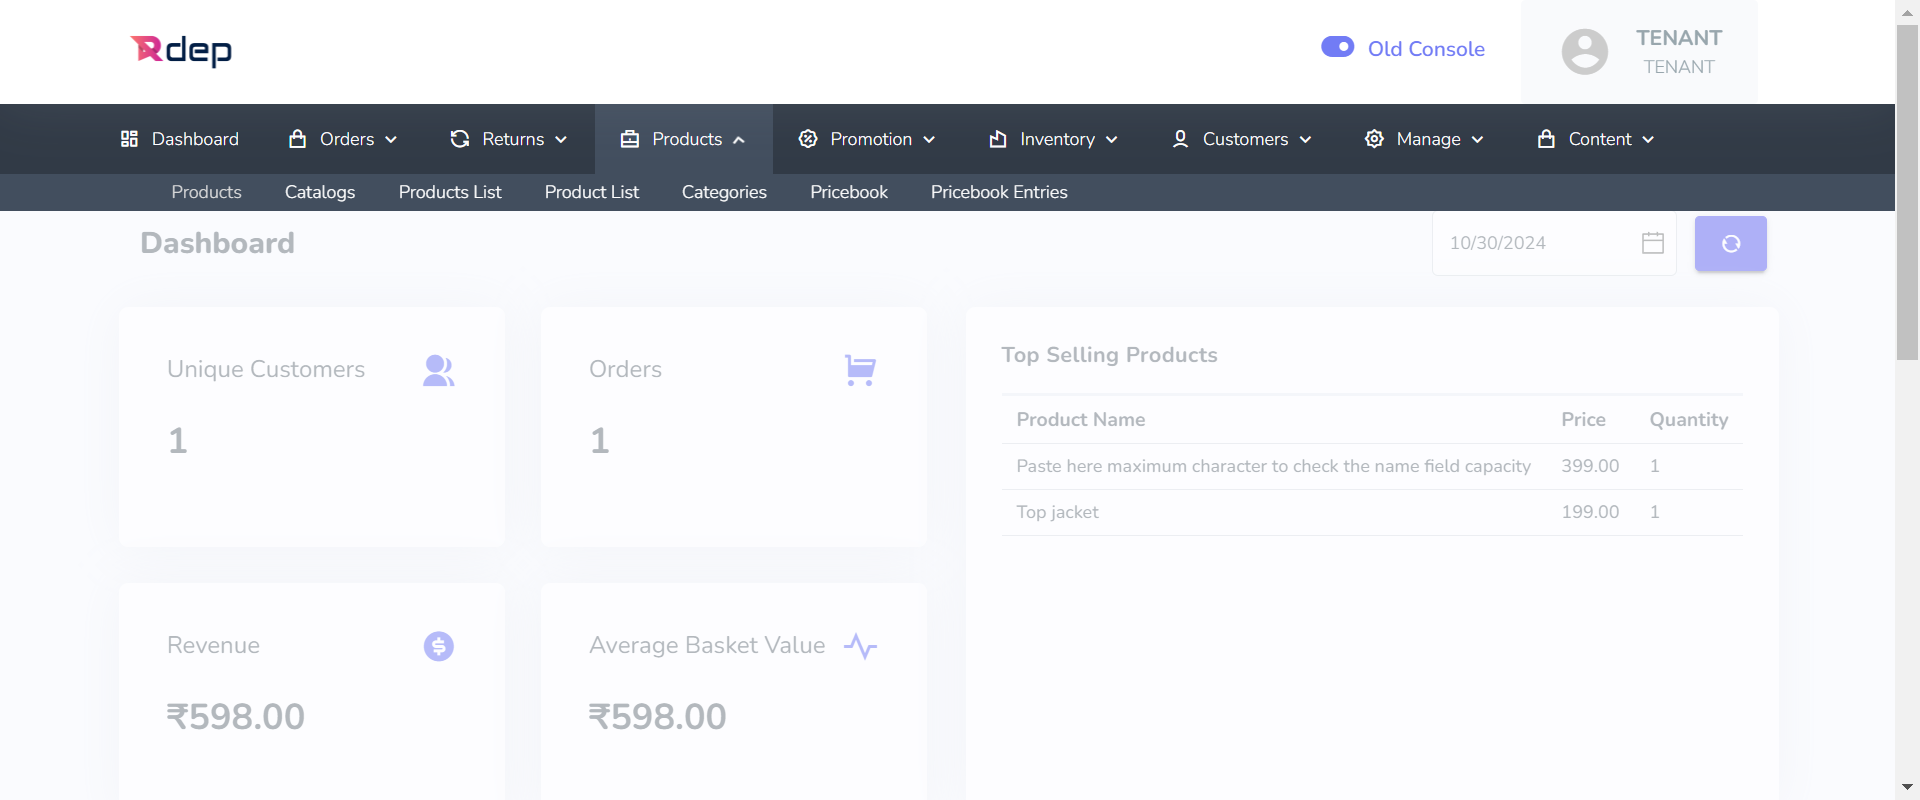 Rdep
Old Console
TENANT
TENANT
Dashboard Orders Returns Products Promotion Inventory Customers Manage Content
Products Catalogs Products List Product List Categories Pricebook Pricebook Entries
Dashboard
10/30/2024
Unique Customers
1
Orders
1
Top Selling Products
Product Name Price Quantity
Paste here maximum character to check the name field capacity 399.00 1
Top jacket 199.00 1
Revenue
₹598.00
Average Basket Value
₹598.00